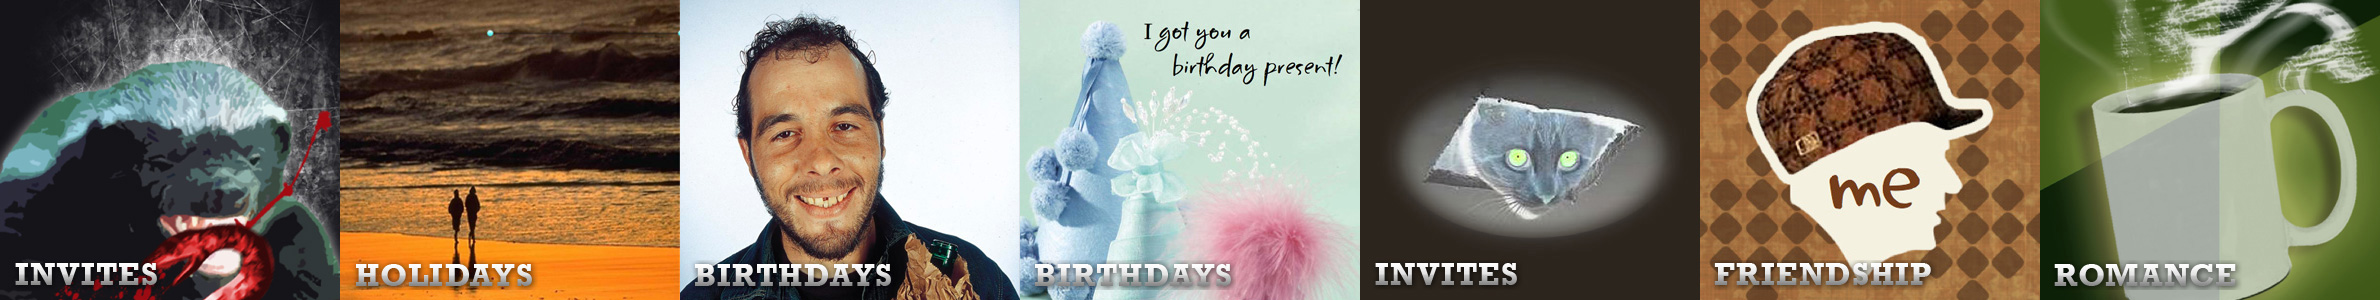 INVITES
HOLIDAYS
BIRTHDAYS
I got you a
birthday present!
BIRTHDAYS
INVITES
me
FRIENDSHIP
ROMANCE